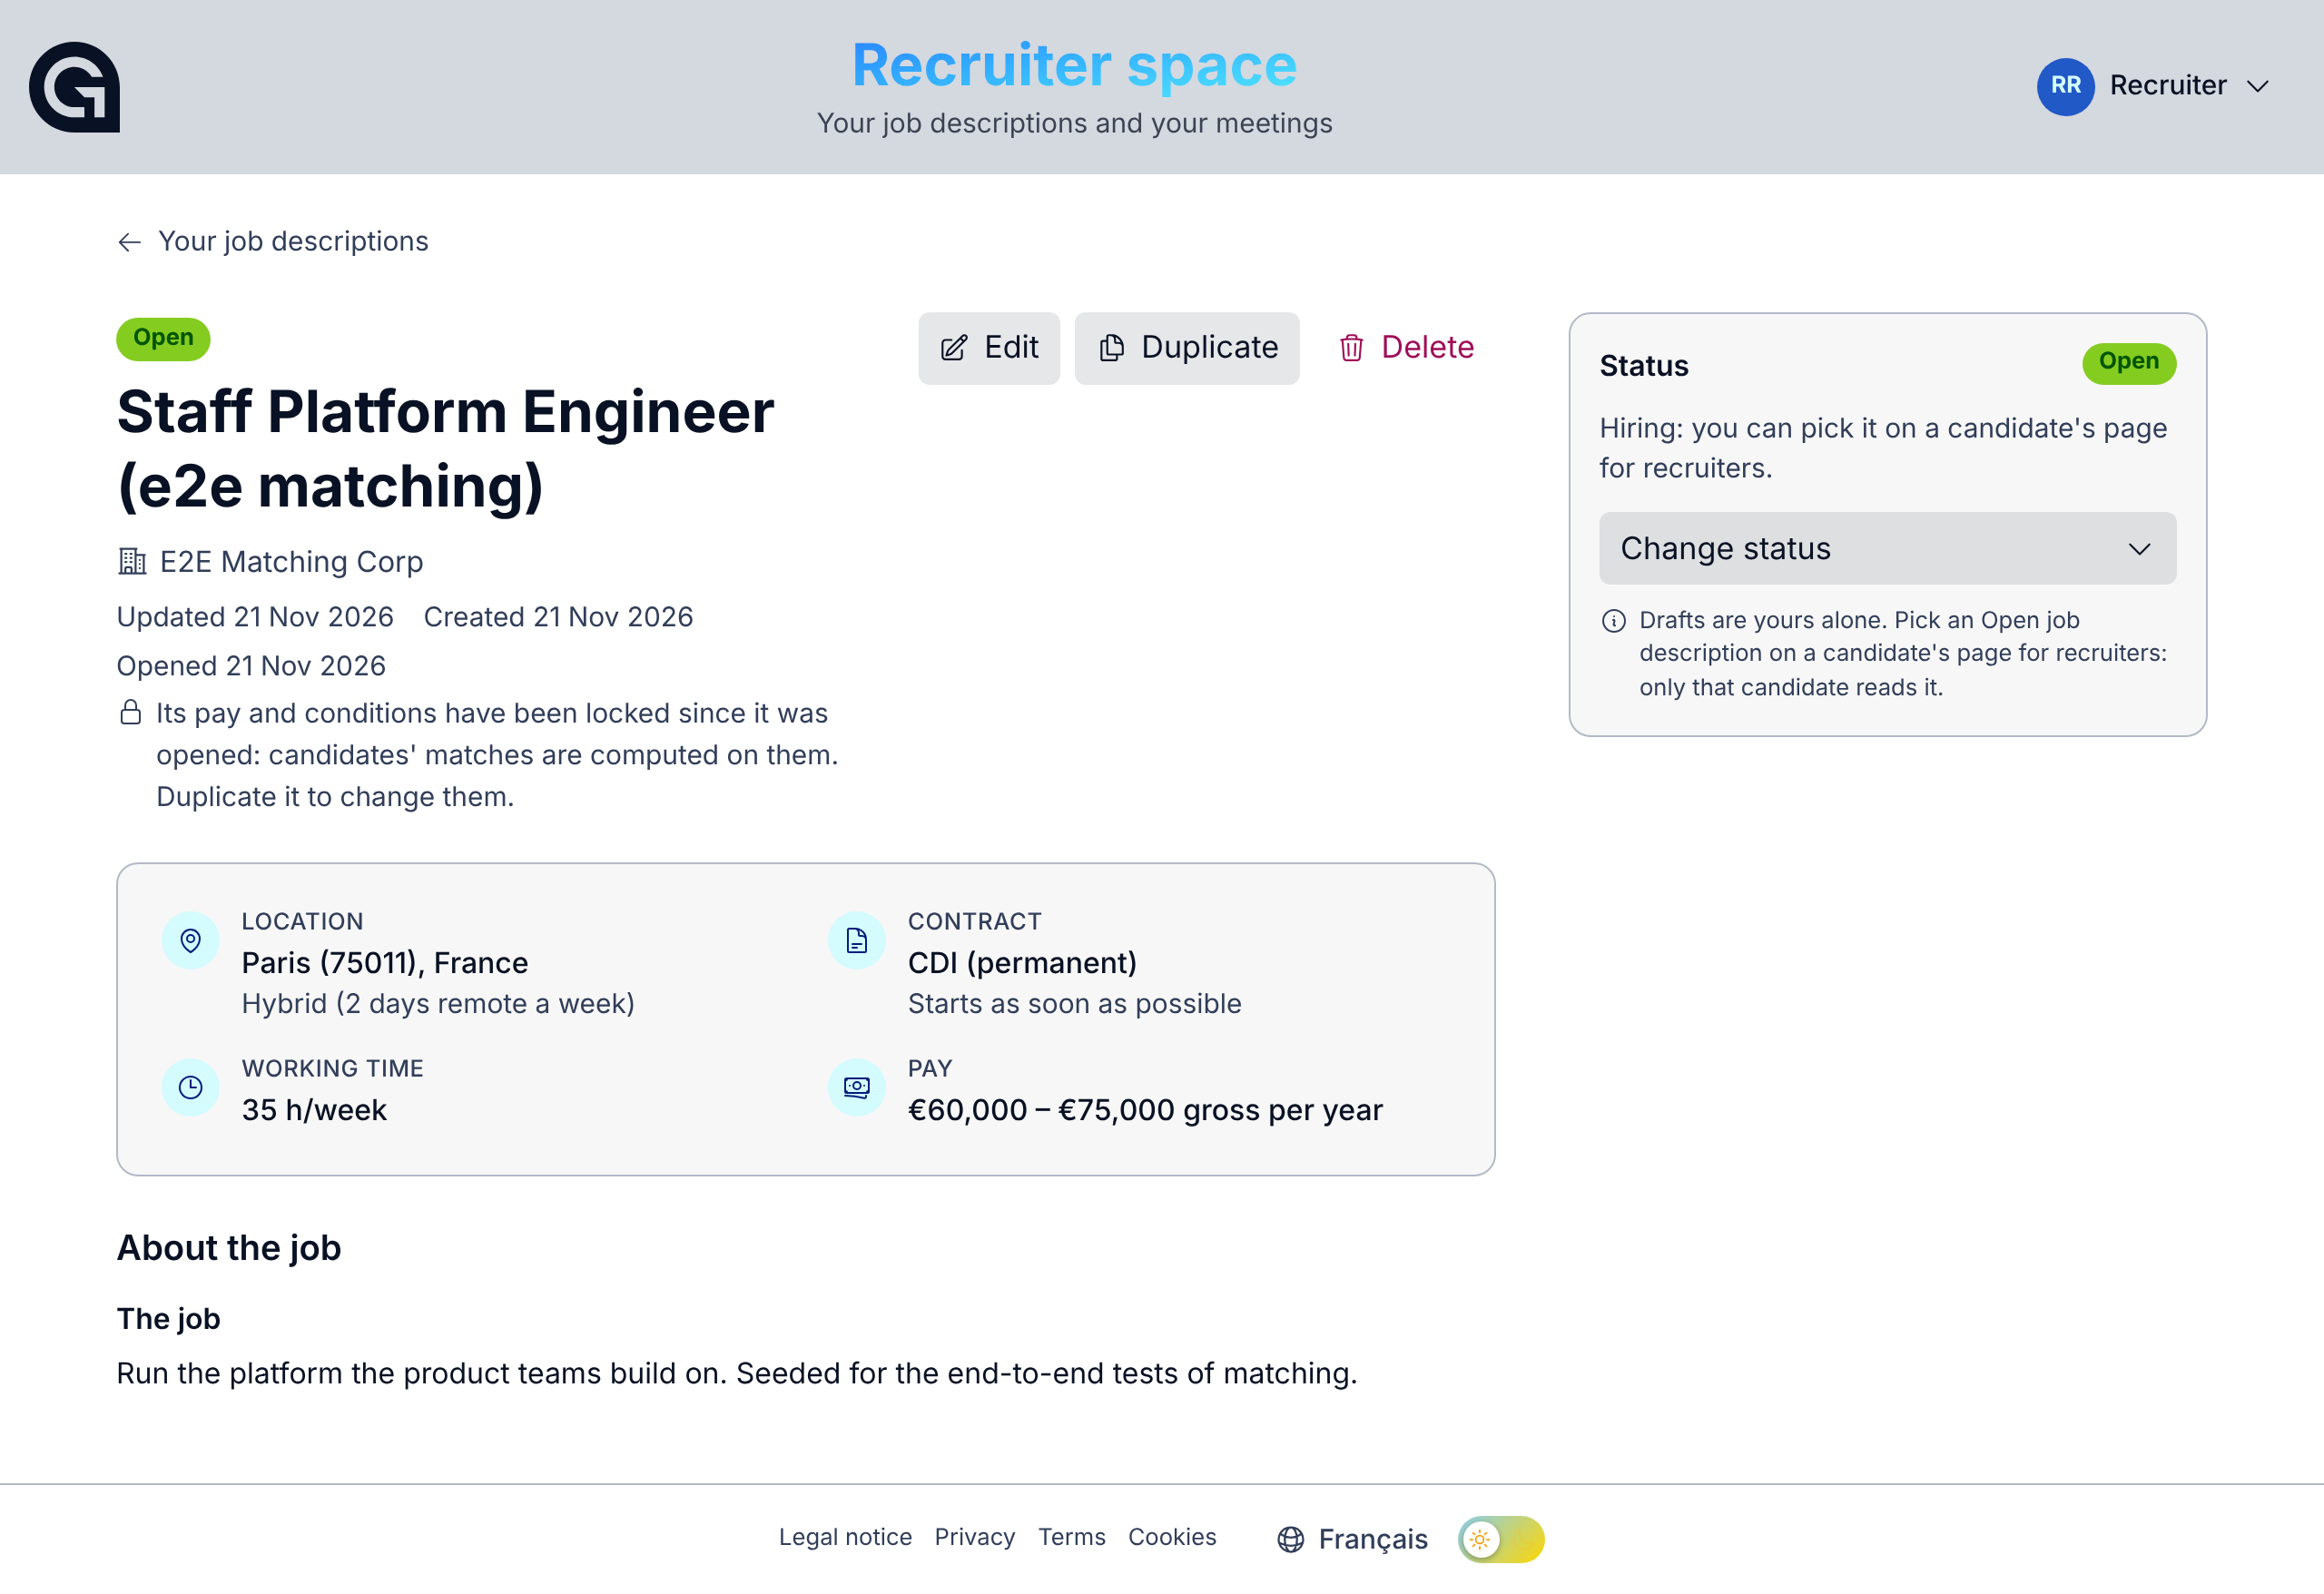 Recruiter space
Your job descriptions and your meetings
RR Recruiter
Your job descriptions
Open
Edit
Duplicate
Delete
Staff Platform Engineer
(e2e matching)
E2E Matching Corp
Updated 21 Nov 2026 Created 21 Nov 2026
Opened 21 Nov 2026
Its pay and conditions have been locked since it was
opened: candidates' matches are computed on them.
Duplicate it to change them.
Status
Open
Hiring: you can pick it on a candidate's page
for recruiters.
Change status
Drafts are yours alone. Pick an Open job
description on a candidate's page for recruiters:
only that candidate reads it.
LOCATION
Paris (75011), France
Hybrid (2 days remote a week)
CONTRACT
CDI (permanent)
Starts as soon as possible
WORKING TIME
35 h/week
PAY
€60,000 – €75,000 gross per year
About the job
The job
Run the platform the product teams build on. Seeded for the end-to-end tests of matching.
Legal notice Privacy Terms Cookies Français